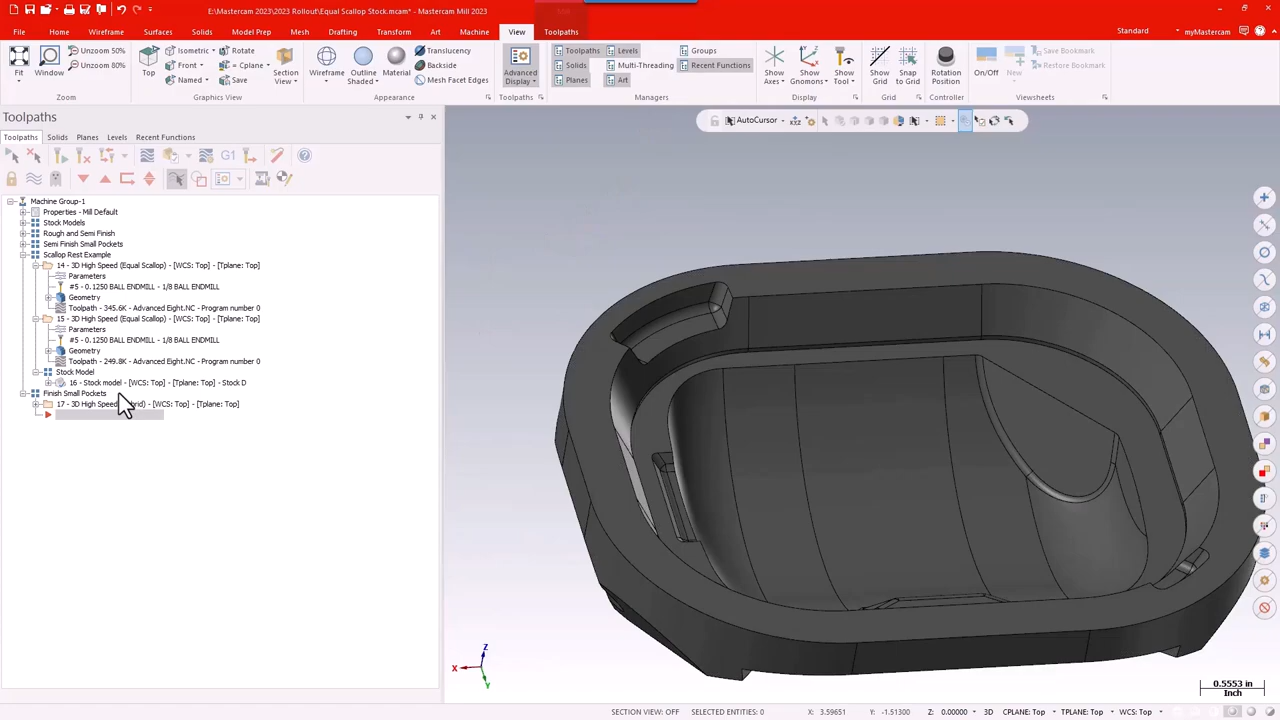 E:\Mastercam 2023\2023 Rollout\Equal Scallop Stock.mcam* - Mastercam Mill 2023
File Home Wireframe Surfaces Solids Model Prep Mesh Drafting Transform Art Machine View Toolpaths Standard myMastercam
Fit Window Unzoom 50% Unzoom 80% Zoom
Top Isometric Front Named Rotate = Cplane Save Section View Graphics View
Wireframe Outline Shaded Material Translucency Backside Mesh Facet Edges Appearance
Advanced Display Toolpaths
Toolpaths Solids Planes Levels Multi-Threading Art Groups Recent Functions Managers
Show Axes Show Gnomons Show Tool Display
Show Grid Snap to Grid Grid
Rotation Position Controller
On/Off New Save Bookmark Restore Bookmark Viewsheets
Toolpaths
Toolpaths Solids Planes Levels Recent Functions
AutoCursor
G1
Machine Group-1
Properties - Mill Default
Stock Models
Rough and Semi Finish
Semi Finish Small Pockets
Scallop Rest Example
14 - 3D High Speed (Equal Scallop) - [WCS: Top] - [Tplane: Top]
Parameters
#5 - 0.1250 BALL ENDMILL - 1/8 BALL ENDMILL
Geometry
Toolpath - 345.6K - Advanced Eight.NC - Program number 0
15 - 3D High Speed (Equal Scallop) - [WCS: Top] - [Tplane: Top]
Parameters
#5 - 0.1250 BALL ENDMILL - 1/8 BALL ENDMILL
Geometry
Toolpath - 249.8K - Advanced Eight.NC - Program number 0
Stock Model
16 - Stock model - [WCS: Top] - [Tplane: Top] - Stock D
Finish Small Pockets
17 - 3D High Speed brid) - [WCS: Top] - [Tplane: Top]
Z
X
Y
0.5553 in
Inch
SECTION VIEW: OFF SELECTED ENTITIES: 0 X: 3.59651 Y: -1.51300 Z: 0.00000 3D CPLANE: Top TPLANE: Top WCS: Top